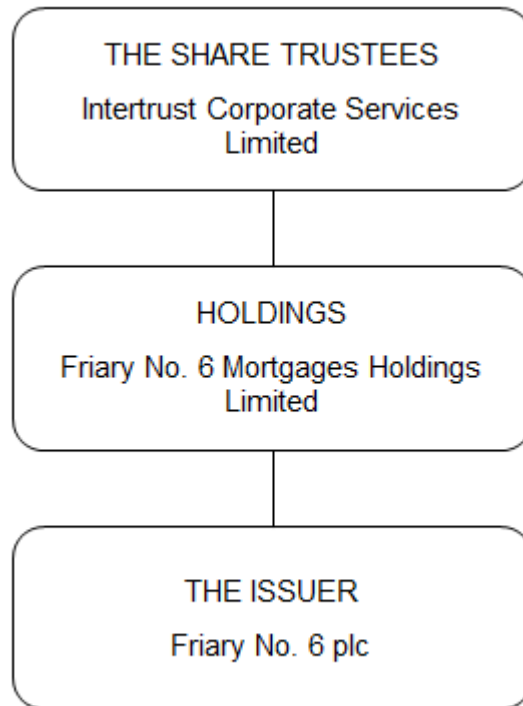 THE SHARE TRUSTEES
Intertrust Corporate Services
Limited
HOLDINGS
Friary No. 6 Mortgages Holdings
Limited
THE ISSUER
Friary No. 6 plc